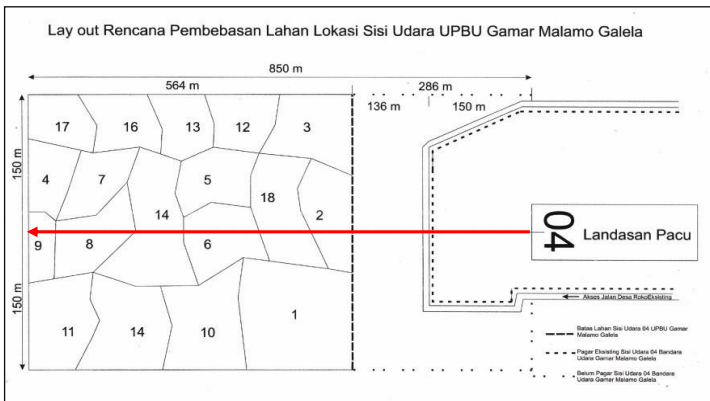 Lay out Rencana Pembebasan Lahan Lokasi Sisi Udara UPBU Gamar Malamo Galela
850 m
564 m
286 m
136 m
150 m
17
16
13
12
3
150 m
4
7
5
14
18
2
9
8
6
04
Landasan Pacu
150 m
11
14
10
1
Akses Jalan Desa RokoEksisting
Batas Lahan Sisi Udara 04 UPBU Gamar
Malamo Galela
Pagar Eksisting Sisi Udara 04 Bandara
Udara Gamar Malamo Galela
Belum Pagar Sisi Udara 04 Bandara
Udara Gamar Malamo Galela